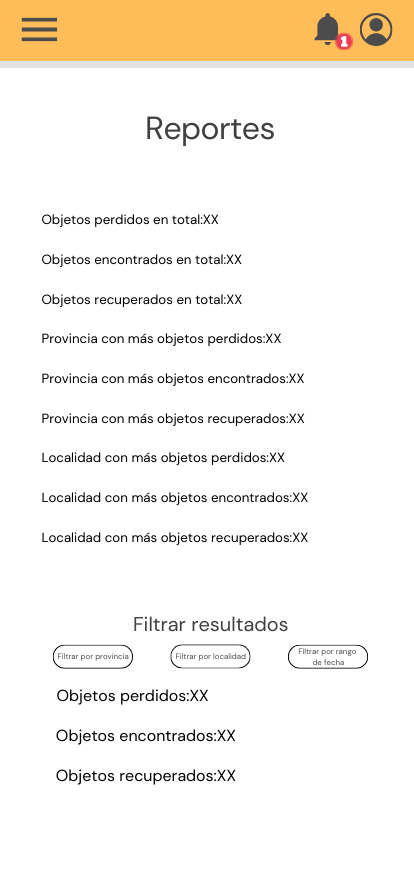 1
Reportes
Objetos perdidos en total:XX
Objetos encontrados en total:XX
Objetos recuperados en total:XX
Provincia con más objetos perdidos:XX
Provincia con más objetos encontrados:XX
Provincia con más objetos recuperados:XX
Localidad con más objetos perdidos:XX
Localidad con más objetos encontrados:XX
Localidad con más objetos recuperados:XX
Filtrar resultados
Filtrar por provincia
Filtrar por localidad
Filtrar por rango
de fecha
Objetos perdidos:XX
Objetos encontrados:XX
Objetos recuperados:XX